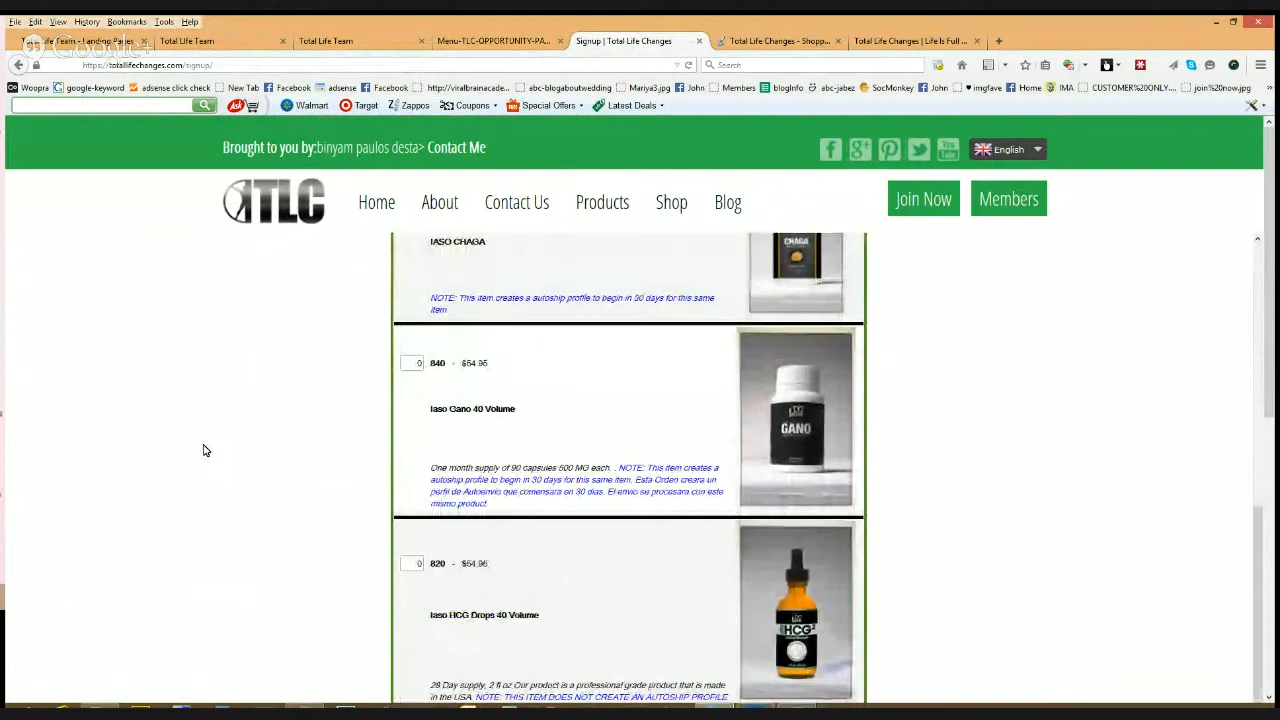 File Edit View History Bookmarks Tools Help
Google+
Total Life Team - Landing Pages
Total Life Team
Total Life Team
Menu-TLC-OPPORTUNITY-PA...
Signup | Total Life Changes
Total Life Changes - Shopp...
Total Life Changes | Life Is Full ...
https://totallifechanges.com/signup/
Search
Woopra google-keyword adsense click check New Tab Facebook adsense Facebook http://viralbrainacade... abc-blogaboutwedding Mariya3.jpg John Members blogInfo abc-jabez SocMonkey John imgfave Home IMA CUSTOMER%20ONLY.... join%20now.jpg
Ask Walmart Target Zappos Coupons Special Offers Latest Deals
Brought to you by:binyam paulos desta> Contact Me
You Tube
English
TLC
Home About Contact Us Products Shop Blog
Join Now Members
IASO CHAGA
CHAGA
NOTE: This item creates a autoship profile to begin in 30 days for this same
item
0 840 - $54.95
Iaso Gano 40 Volume
GANO
One month supply of 90 capsules 500 MG each. . NOTE: This item creates a
autoship profile to begin in 30 days for this same item. Esta Orden creara un
perfil de Autoenvio que comensara en 30 dias. El envio se procesara con este
mismo product
0 820 - $54.95
Iaso HCG Drops 40 Volume
HCG
28 Day supply, 2 fl oz Our product is a professional grade product that is made
in the USA. NOTE: THIS ITEM DOES NOT CREATE AN AUTOSHIP PROFILE